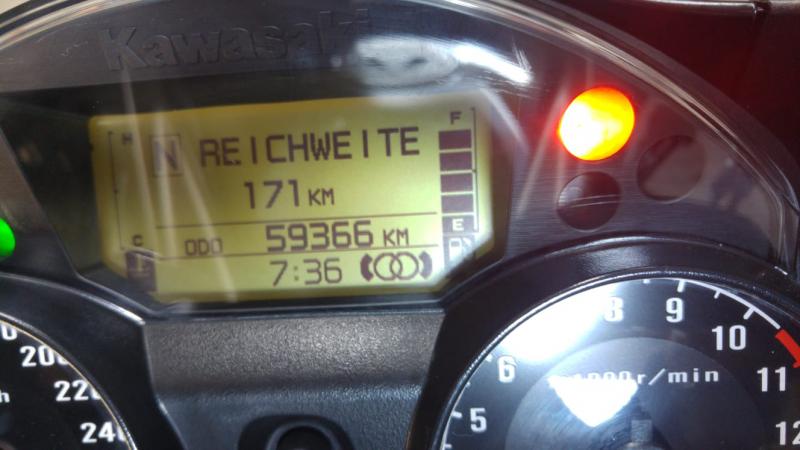 Kawasaki
H N REICHWEITE F
171 KM
C ODO 59366 KM E
7:36
200
220
240
h
5
6
8
9
10
11
12
r/min